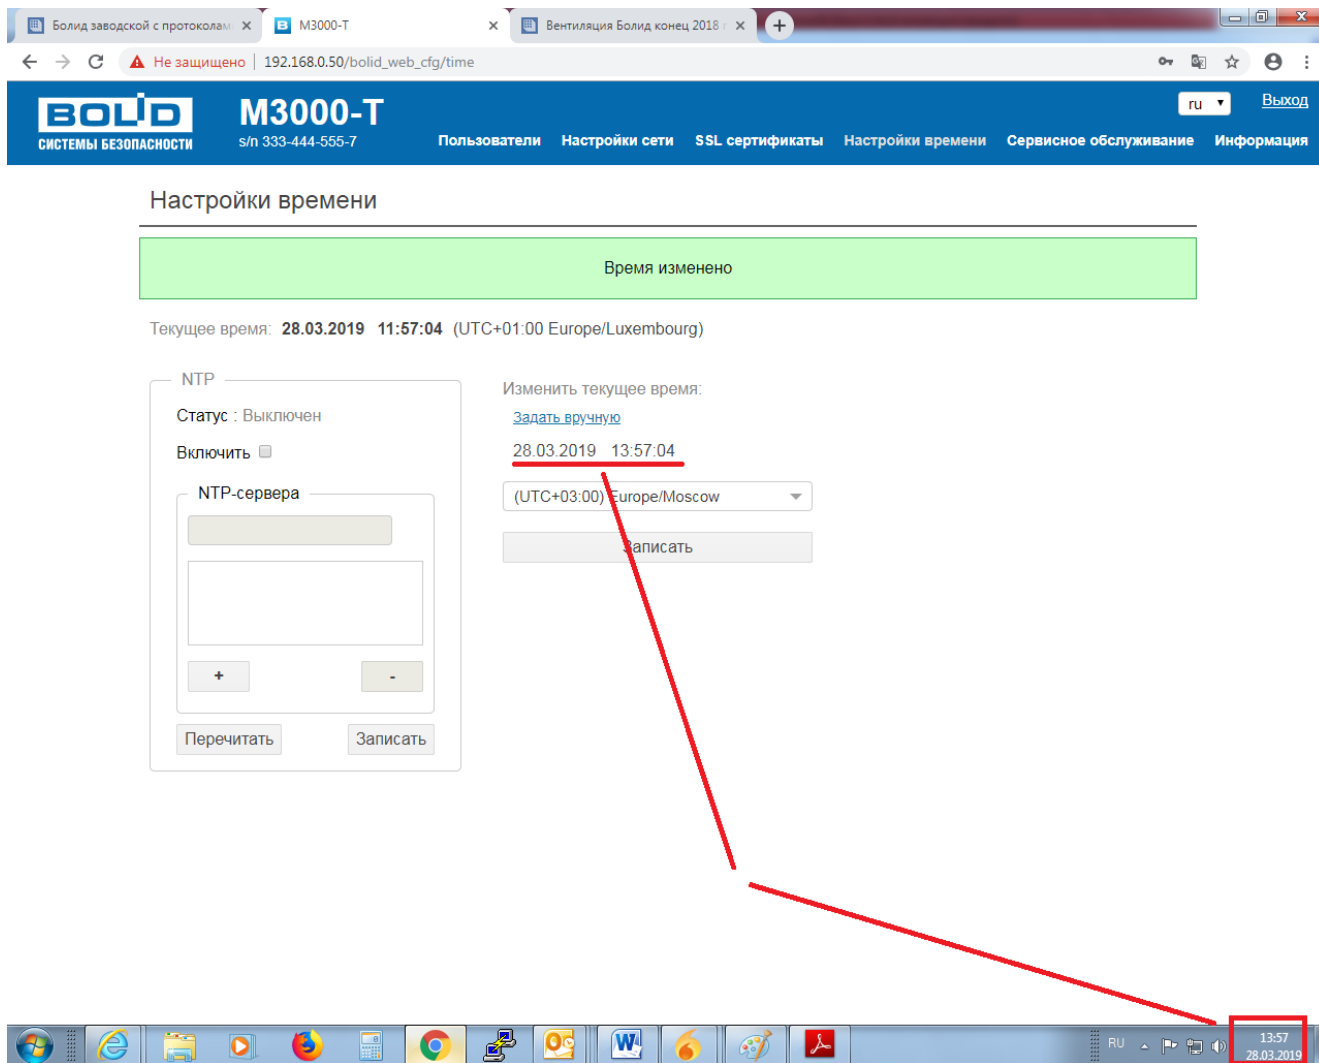 Болид заводской с протоколам
M3000-T
Вентиляция Болид конец 2018 г
Не защищено | 192.168.0.50/bolid_web_cfg/time
BOLID
СИСТЕМЫ БЕЗОПАСНОСТИ
M3000-T
s/n 333-444-555-7
ru
Выход
Пользователи Настройки сети SSL сертификаты Настройки времени Сервисное обслуживание Информация
Настройки времени
Время изменено
Текущее время: 28.03.2019 11:57:04 (UTC+01:00 Europe/Luxembourg)
NTP
Статус : Выключен
Включить
NTP-сервера
+ -
Перечитать Записать
Изменить текущее время:
Задать вручную
28.03.2019 13:57:04
(UTC+03:00) Europe/Moscow
Записать
RU
13:57
28.03.2019